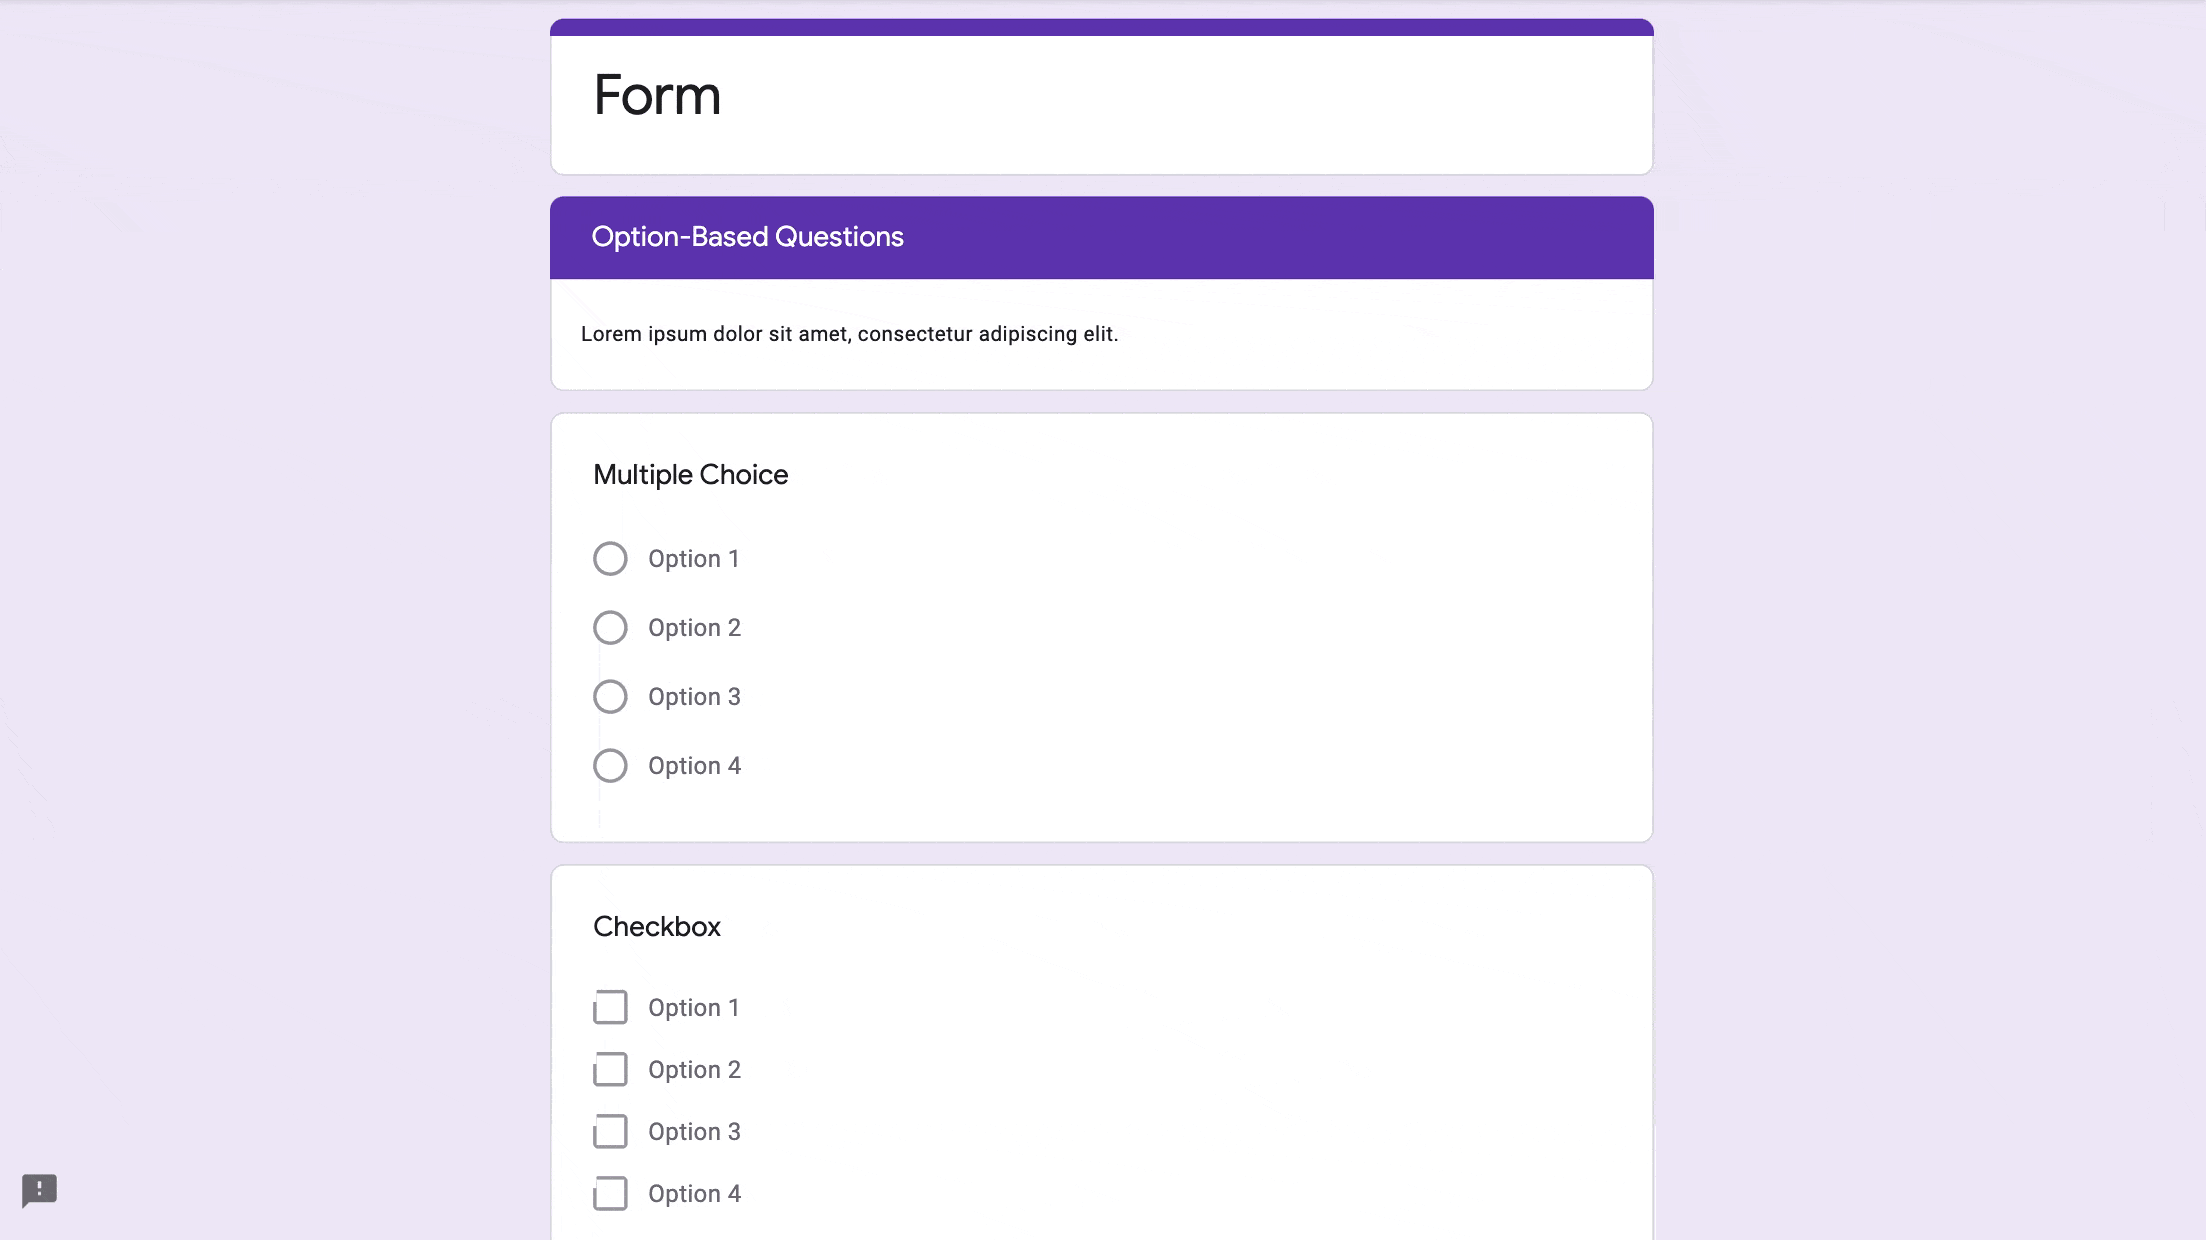 Form
Option-Based Questions
Lorem ipsum dolor sit amet, consectetur adipiscing elit.
Multiple Choice
Option 1
Option 2
Option 3
Option 4
Checkbox
Option 1
Option 2
Option 3
Option 4